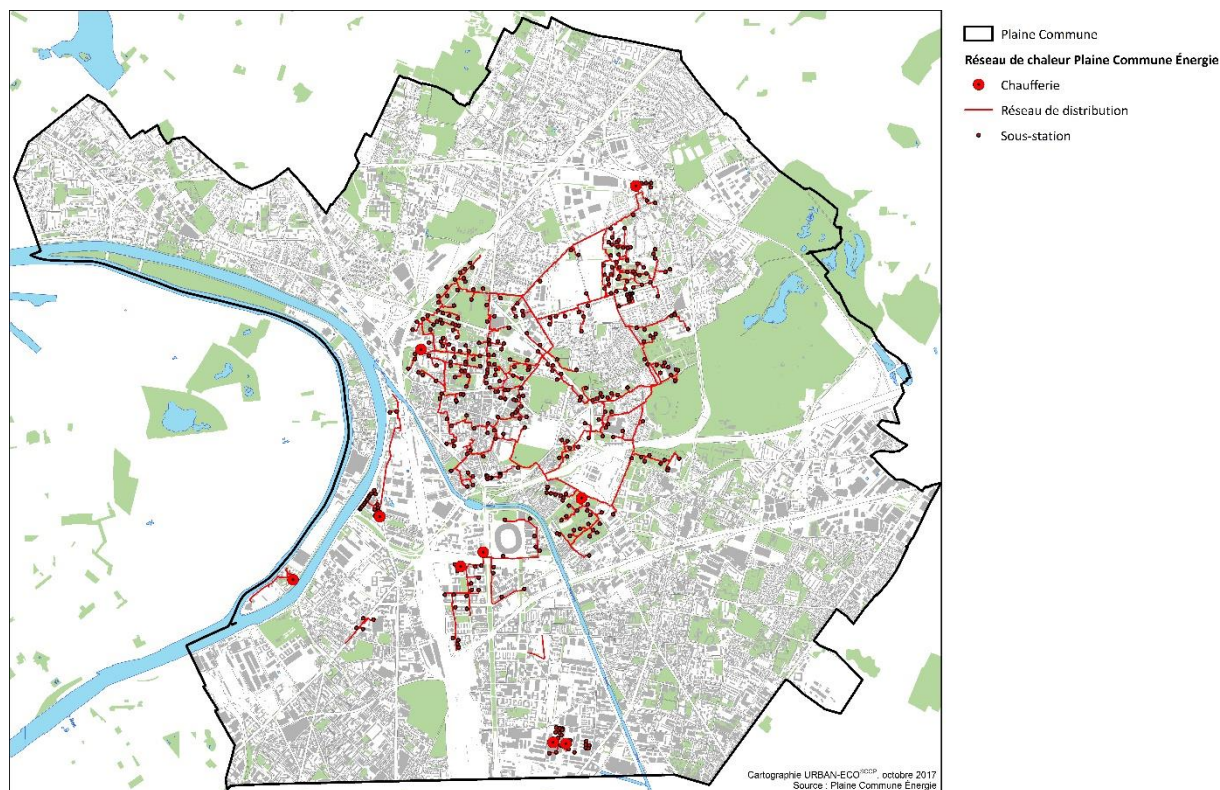 Plaine Commune
Réseau de chaleur Plaine Commune Énergie
Chaufferie
Réseau de distribution
Sous-station
Cartographie URBAN-ECO SCCP, octobre 2017
Source : Plaine Commune Énergie